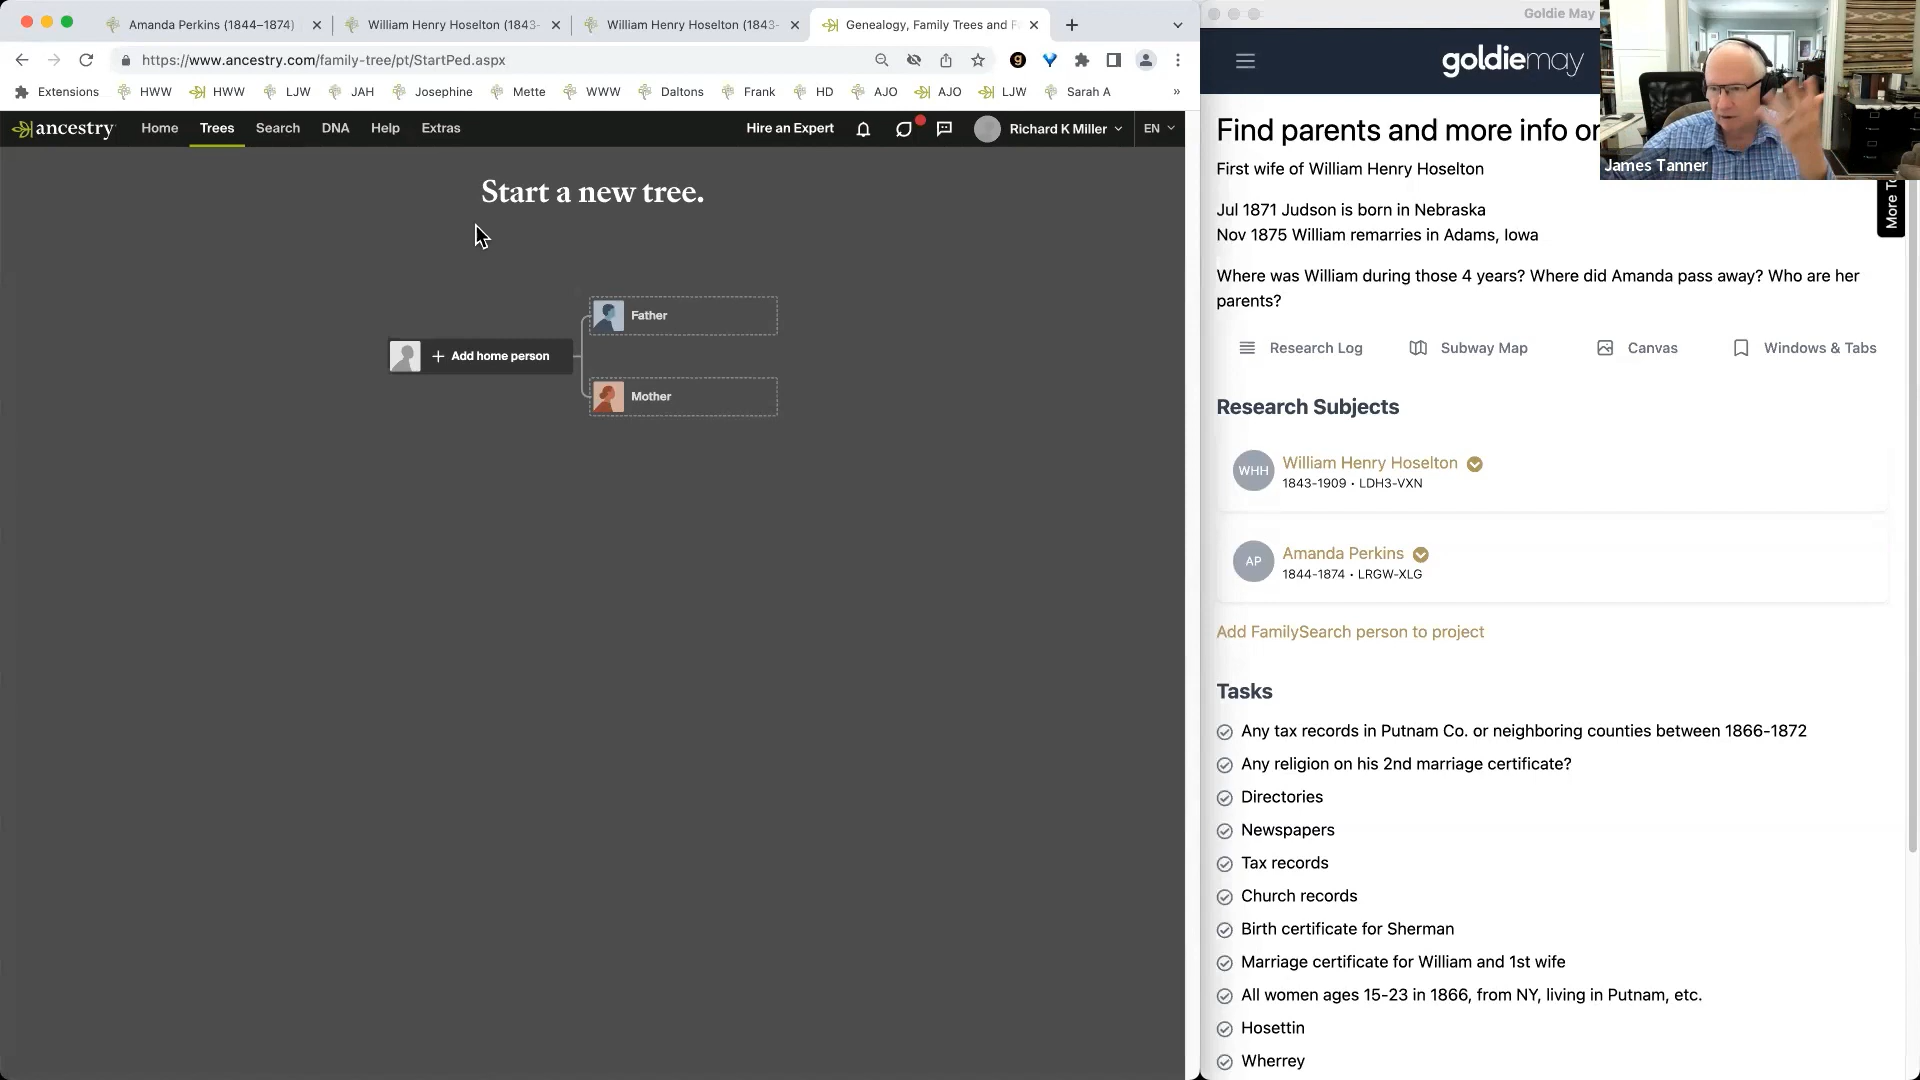 Amanda Perkins (1844–1874)
William Henry Hoselton (1843-
William Henry Hoselton (1843-
Genealogy, Family Trees and F
https://www.ancestry.com/family-tree/pt/StartPed.aspx
Extensions HWW HWW LJW JAH Josephine Mette WWW Daltons Frank HD AJO AJO LJW Sarah A »
ancestry Home Trees Search DNA Help Extras Hire an Expert Richard K Miller EN
Start a new tree.
Father
+ Add home person
Mother
Goldie May
goldiemay
Find parents and more info or
James Tanner
First wife of William Henry Hoselton
More T
Jul 1871 Judson is born in Nebraska
Nov 1875 William remarries in Adams, Iowa
Where was William during those 4 years? Where did Amanda pass away? Who are her
parents?
Research Log Subway Map Canvas Windows & Tabs
Research Subjects
WHH
William Henry Hoselton
1843-1909 • LDH3-VXN
AP
Amanda Perkins
1844-1874 • LRGW-XLG
Add FamilySearch person to project
Tasks
Any tax records in Putnam Co. or neighboring counties between 1866-1872
Any religion on his 2nd marriage certificate?
Directories
Newspapers
Tax records
Church records
Birth certificate for Sherman
Marriage certificate for William and 1st wife
All women ages 15-23 in 1866, from NY, living in Putnam, etc.
Hosettin
Wherrey